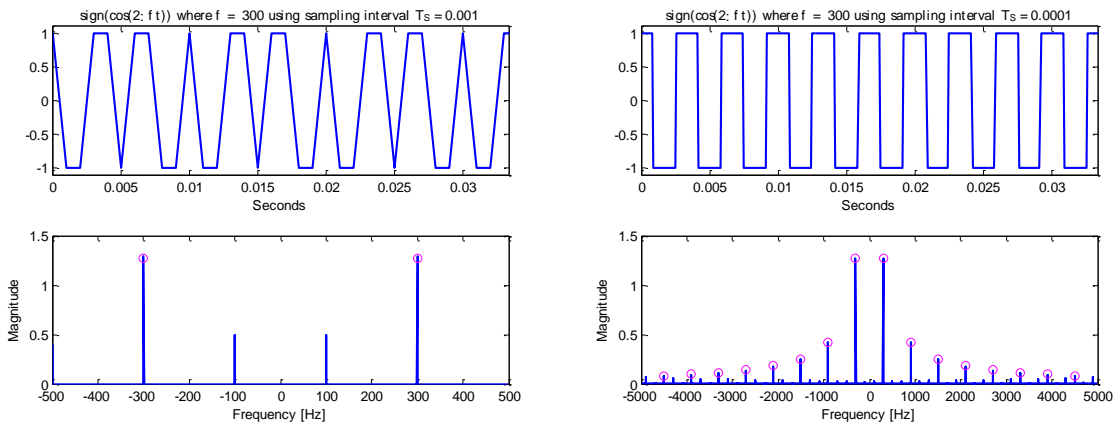 sign(cos(2: f t)) where f = 300 using sampling interval TS = 0.001
1
0.5
0
-0.5
-1
0 0.005 0.01 0.015 0.02 0.025 0.03
Seconds
1.5
1
0.5
0
Magnitude
-500 -400 -300 -200 -100 0 100 200 300 400 500
Frequency [Hz]
sign(cos(2: f t)) where f = 300 using sampling interval TS = 0.0001
1
0.5
0
-0.5
-1
0 0.005 0.01 0.015 0.02 0.025 0.03
Seconds
1.5
1
0.5
0
Magnitude
-5000 -4000 -3000 -2000 -1000 0 1000 2000 3000 4000 5000
Frequency [Hz]